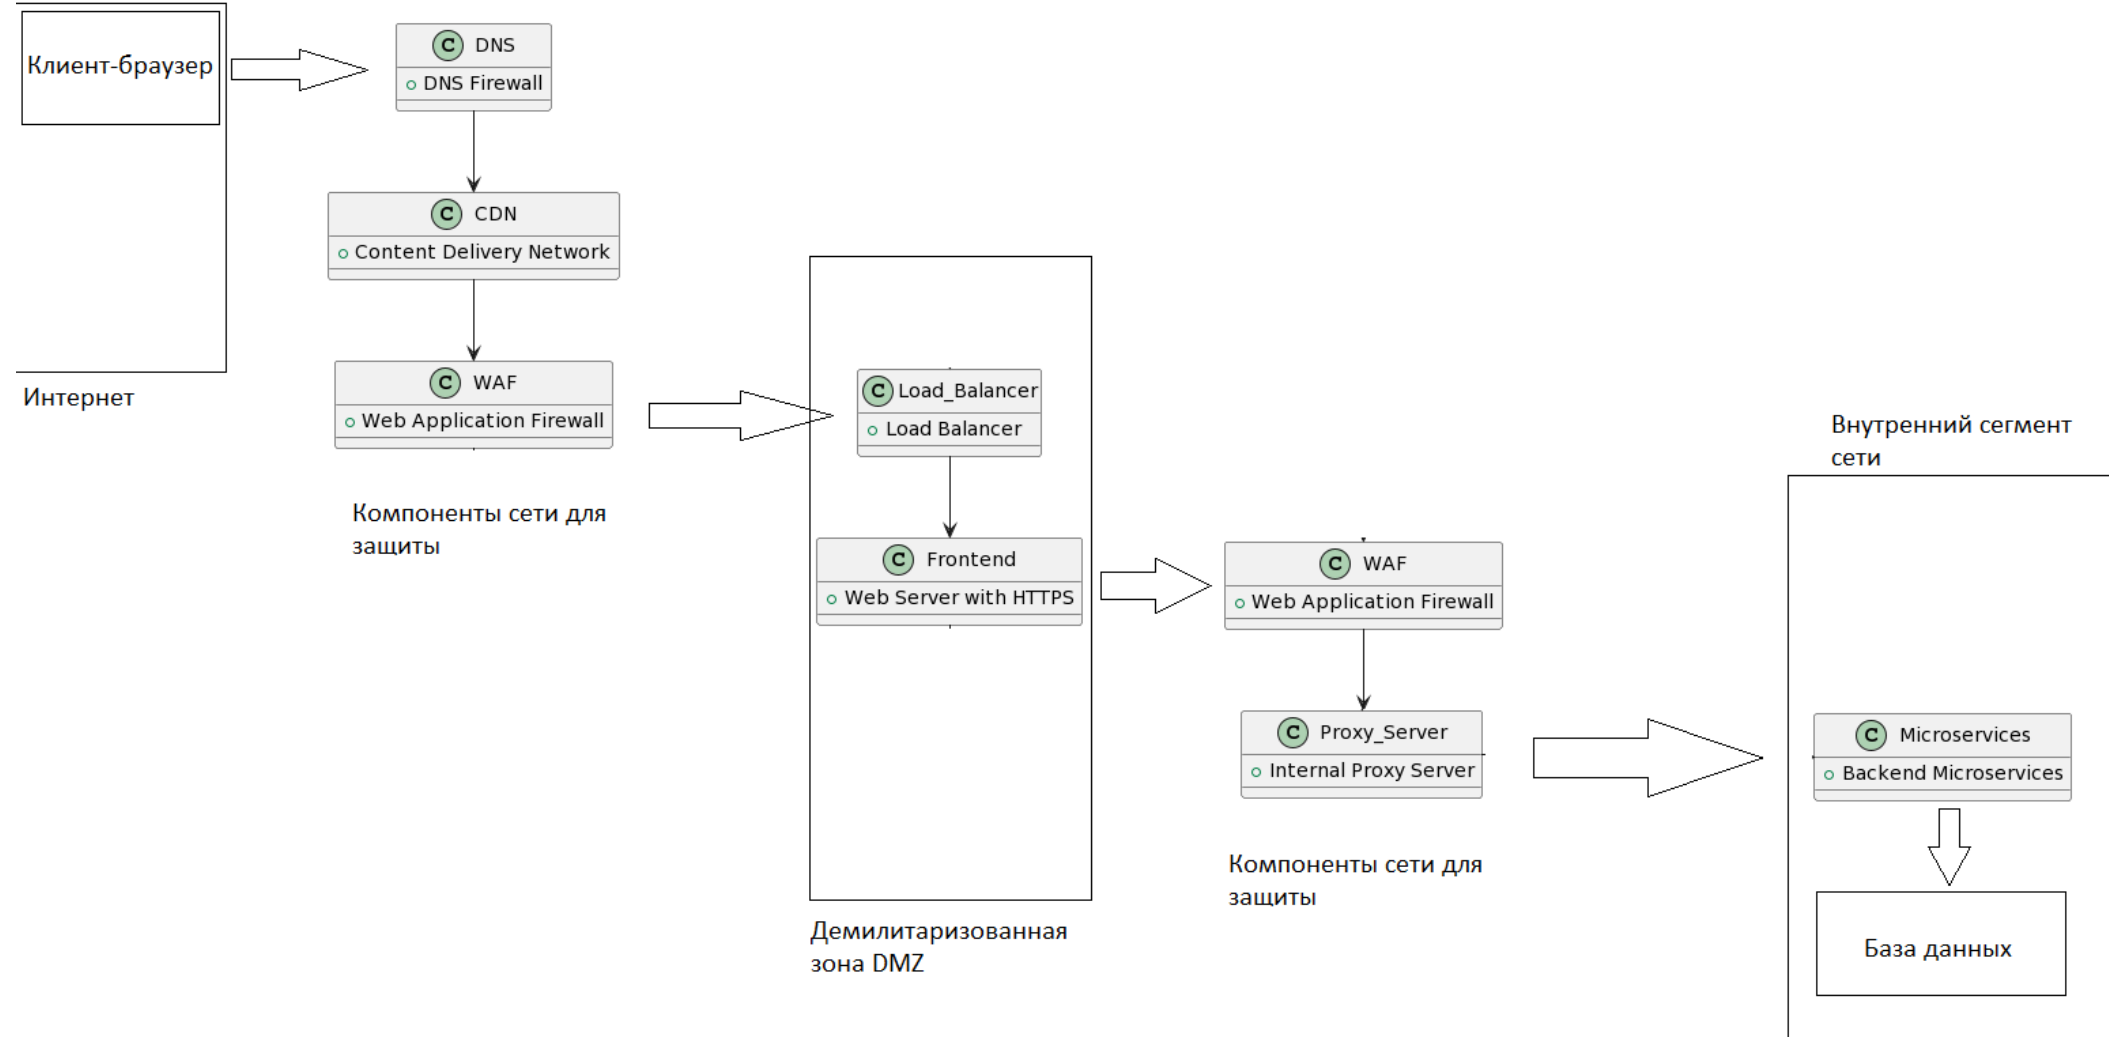 Клиент-браузер
Интернет
C DNS
DNS Firewall
C CDN
Content Delivery Network
C WAF
Web Application Firewall
Компоненты сети для
защиты
C Load_Balancer
Load Balancer
C Frontend
Web Server with HTTPS
Демилитаризованная
зона DMZ
C WAF
Web Application Firewall
C Proxy_Server
Internal Proxy Server
Компоненты сети для
защиты
Внутренний сегмент
сети
C Microservices
Backend Microservices
База данных